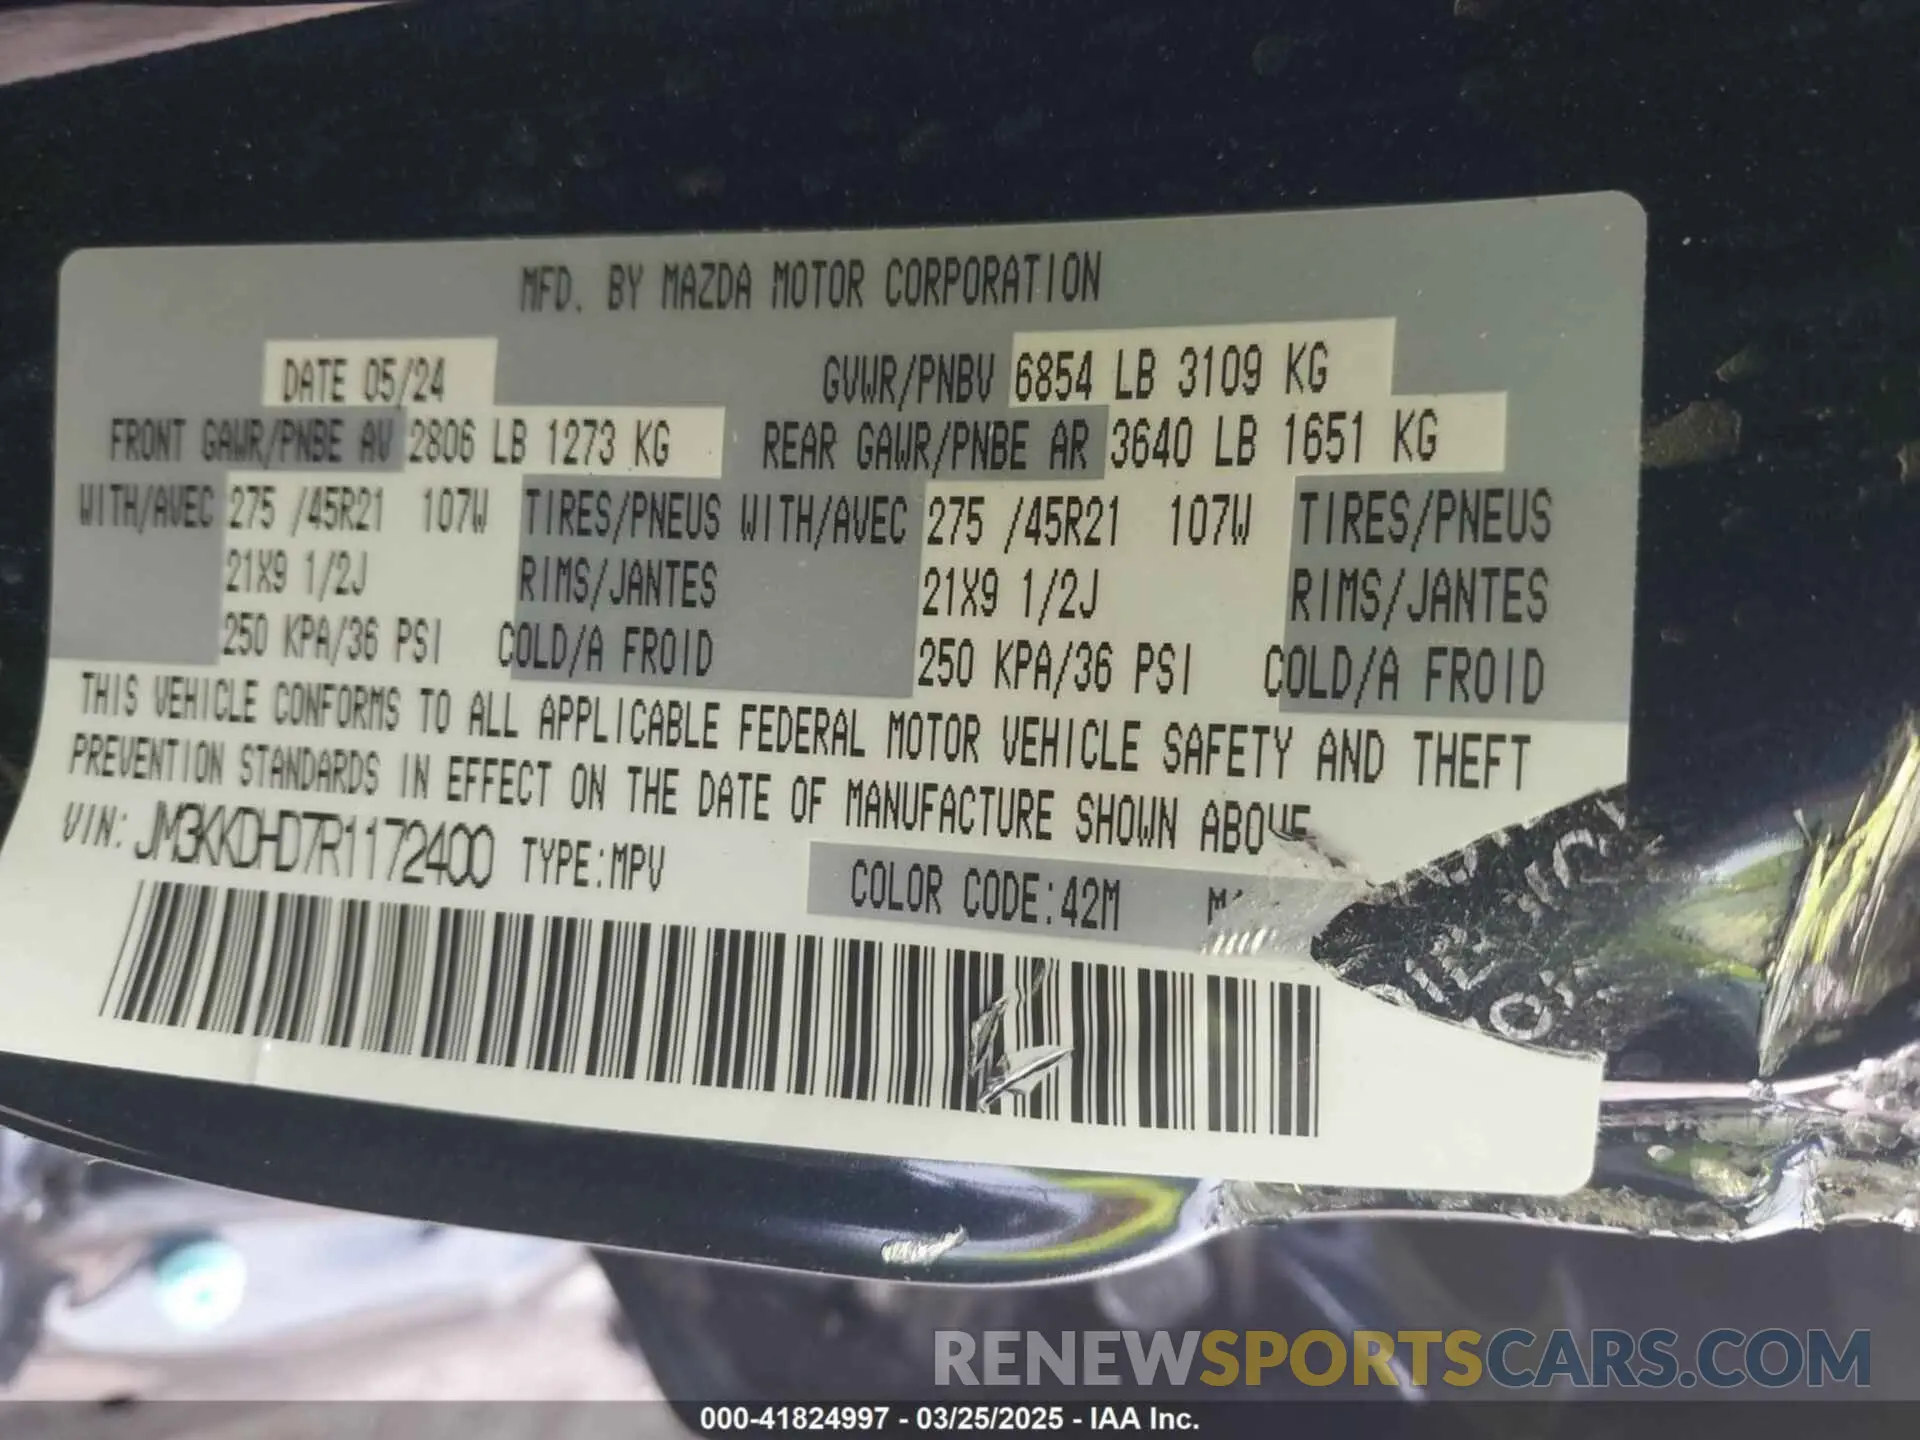 MFD. BY MAZDA MOTOR CORPORATION
DATE 05/24 GVWR/PNBV 6854 LB 3109 KG
FRONT GAWR/PNBE AV 2806 LB 1273 KG REAR GAWR/PNBE AR 3640 LB 1651 KG
WITH/AVEC 275 /45R21 107W TIRES/PNEUS WITH/AVEC 275 /45R21 107W TIRES/PNEUS
21X9 1/2J RIMS/JANTES 21X9 1/2J RIMS/JANTES
250 KPA/36 PSI COLD/A FROID 250 KPA/36 PSI COLD/A FROID
THIS VEHICLE CONFORMS TO ALL APPLICABLE FEDERAL MOTOR VEHICLE SAFETY AND THEFT
PREVENTION STANDARDS IN EFFECT ON THE DATE OF MANUFACTURE SHOWN ABOVE
VIN: JM3KKDHD7R1172400 TYPE:MPV
COLOR CODE:42M
RENEWSPORTSCARS.COM
000-41824997 - 03/25/2025 - IAA Inc.